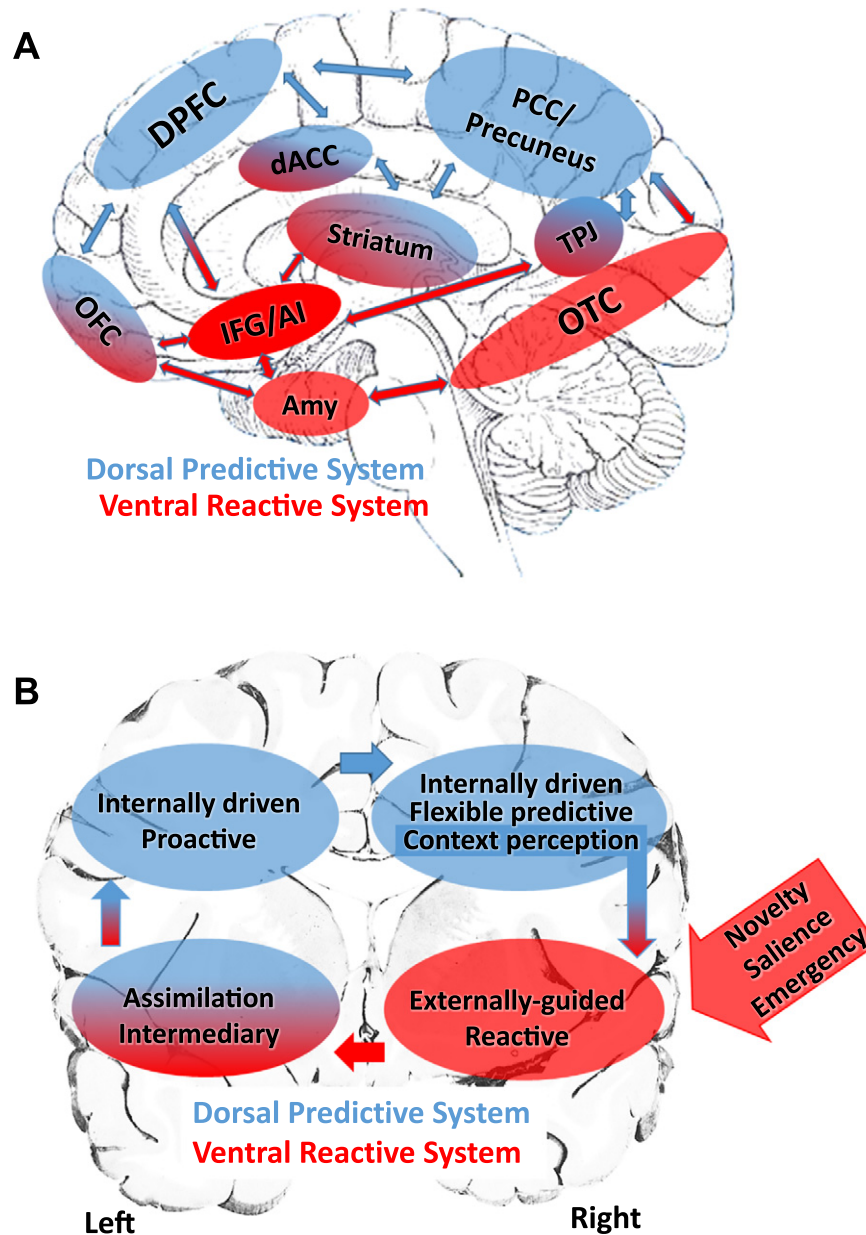 A
DPFC
PCC/
Precuneus
dACC
Striatum
TPJ
OFC
IFG/AI
OTC
Amy
Dorsal Predictive System
Ventral Reactive System
B
Internally driven
Proactive
Internally driven
Flexible predictive
Context perception
Novelty
Salience
Emergency
Assimilation
Intermediary
Externally-guided
Reactive
Dorsal Predictive System
Ventral Reactive System
Left
Right